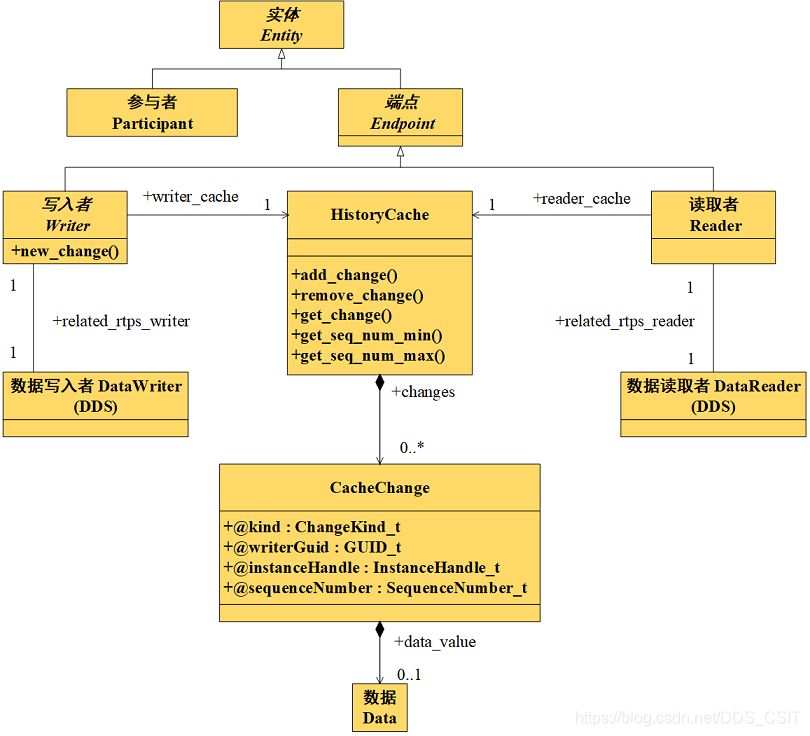 实体
Entity
参与者
Participant
端点
Endpoint
写入者
Writer
+new_change()
+writer_cache
1
HistoryCache
+add_change()
+remove_change()
+get_change()
+get_seq_num_min()
+get_seq_num_max()
1
+reader_cache
读取者
Reader
1
+related_rtps_writer
1
数据写入者 DataWriter
(DDS)
1
+related_rtps_reader
1
数据读取者 DataReader
(DDS)
+changes
0..*
CacheChange
+@kind : ChangeKind_t
+@writerGuid : GUID_t
+@instanceHandle : InstanceHandle_t
+@sequenceNumber : SequenceNumber_t
+data_value
0..1
数据
Data
https://blog.csdn.net/DDS_CSIT